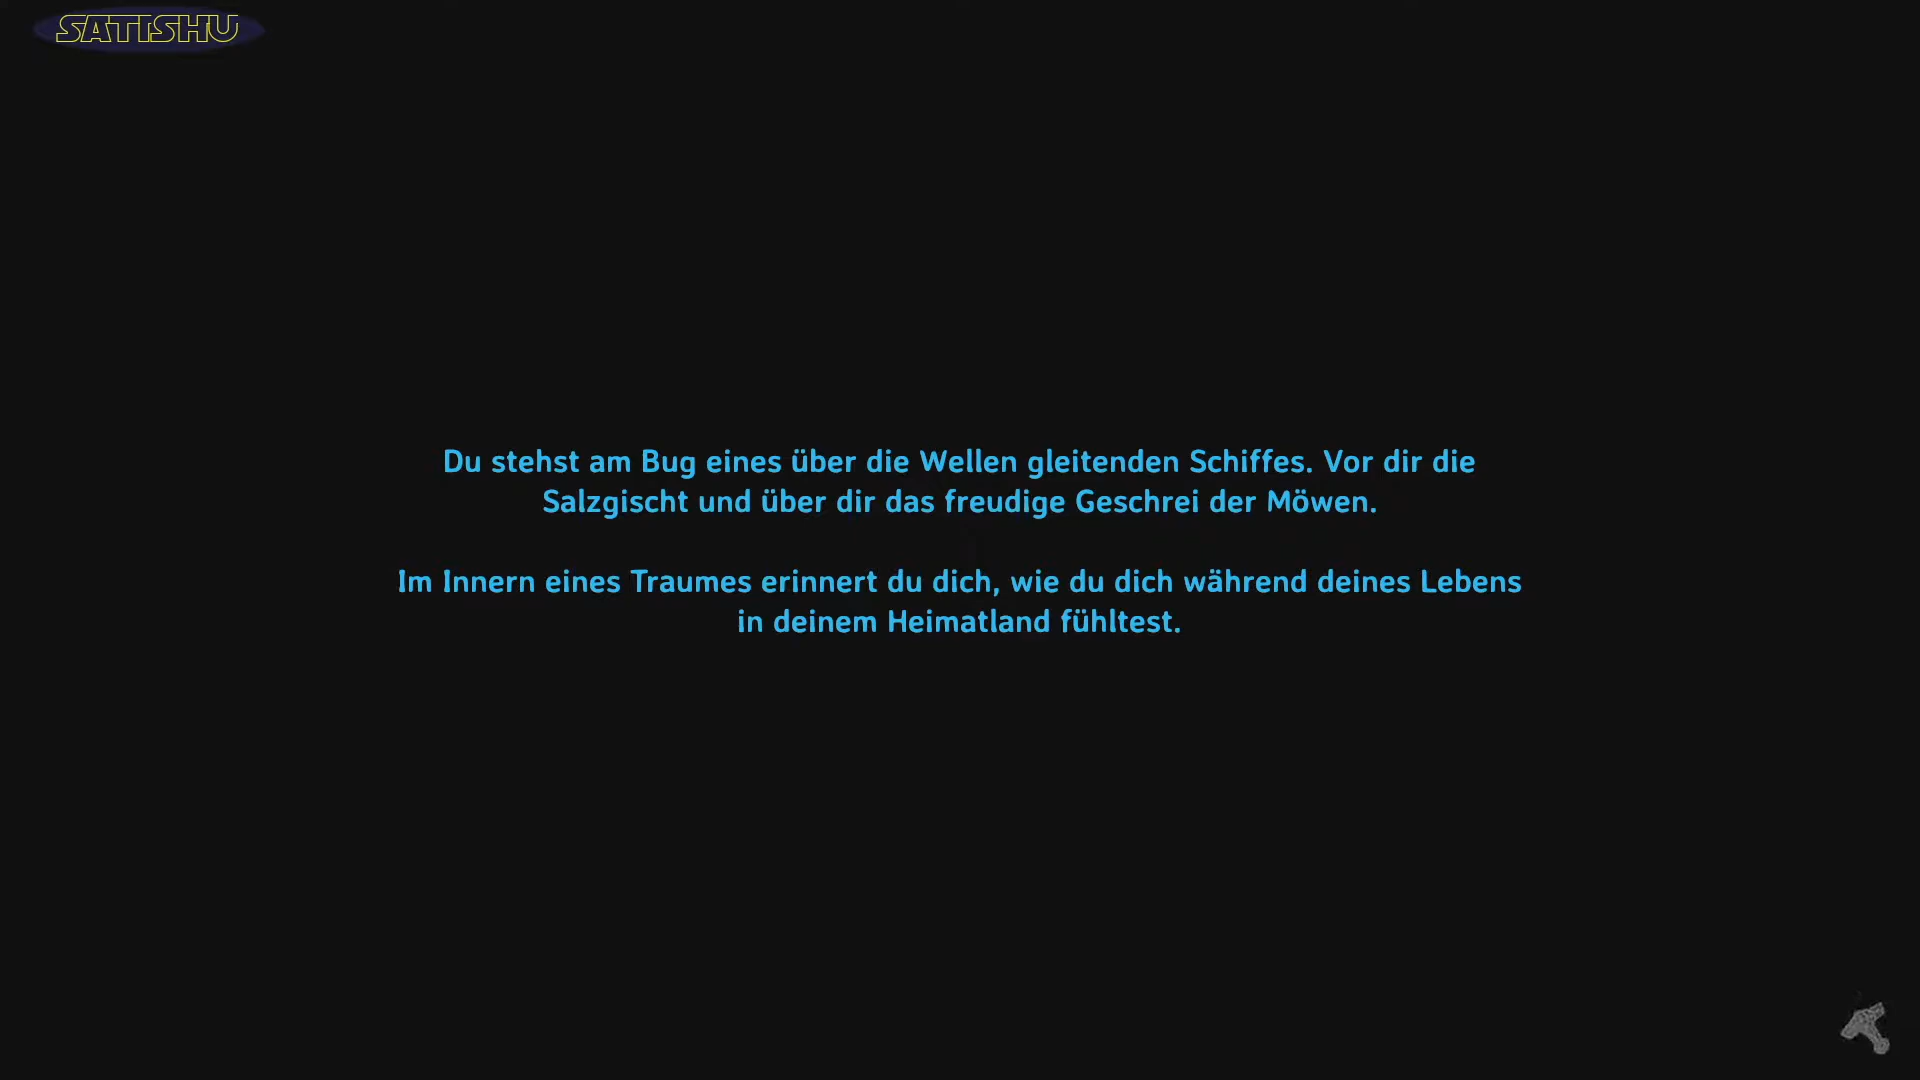 SATISHU
Du stehst am Bug eines über die Wellen gleitenden Schiffes. Vor dir die
Salzgischt und über dir das freudige Geschrei der Möwen.
Im Innern eines Traumes erinnert du dich, wie du dich während deines Lebens
in deinem Heimatland fühltest.